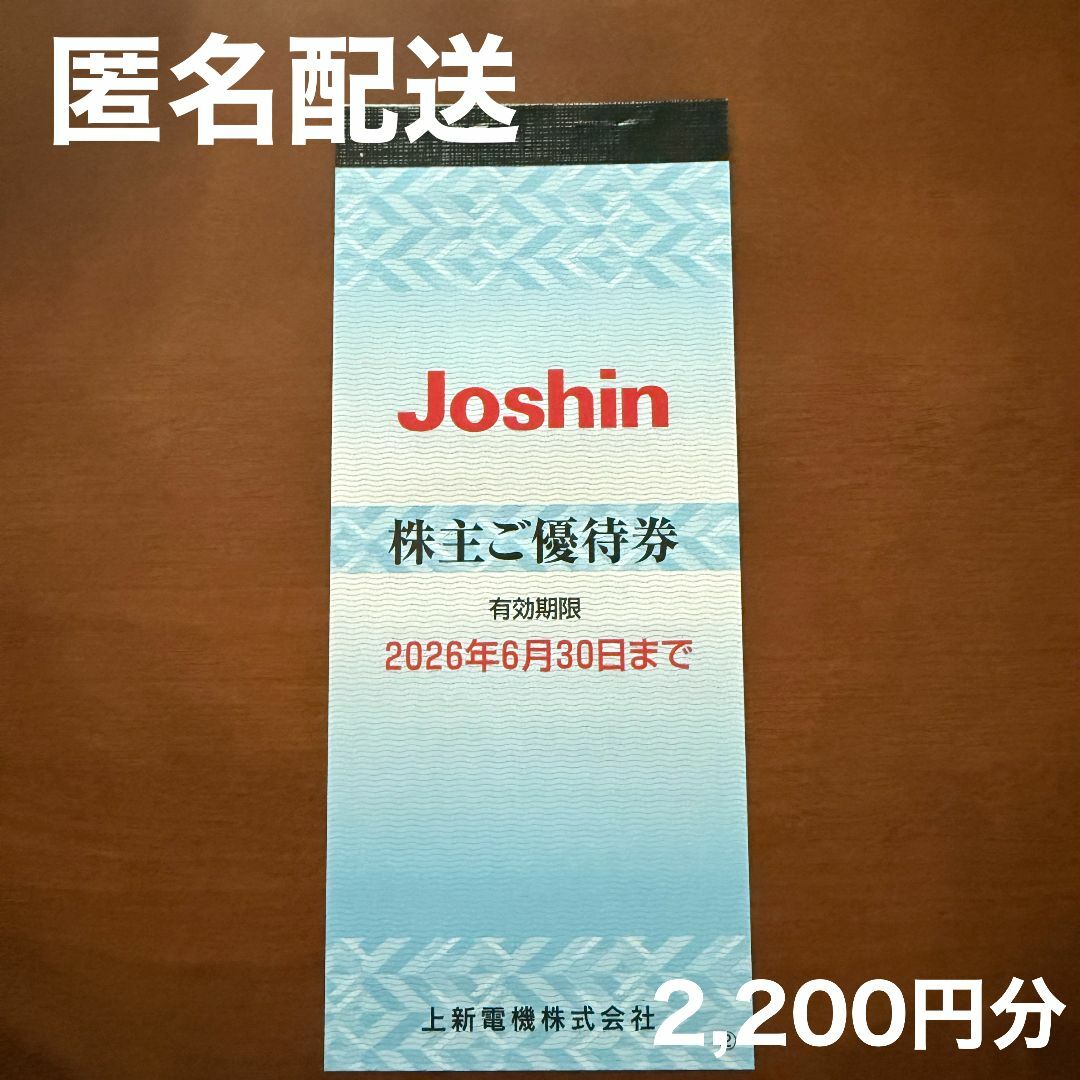 匿名配送
Joshin
株主ご優待券
有効期限
2026年6月30日まで
上新電機株式会社
2,200円分
②